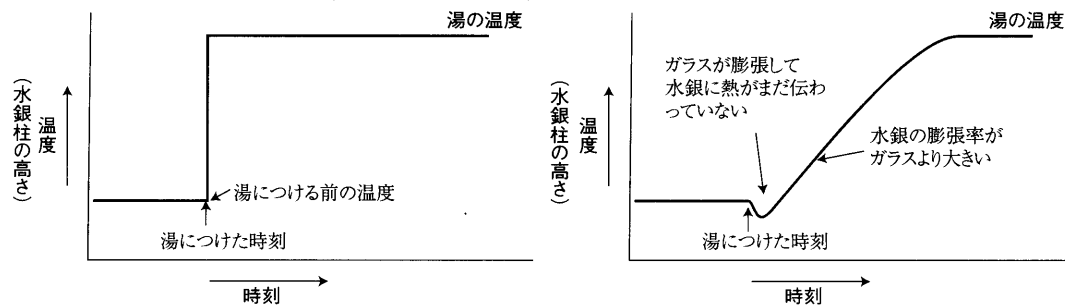 湯の温度
温度
（水銀柱の高さ）
湯につける前の温度
湯につけた時刻
時刻
湯の温度
ガラスが膨張して
水銀に熱がまだ伝わ
っていない
水銀の膨張率が
ガラスより大きい
温度
（水銀柱の高さ）
湯につけた時刻
時刻